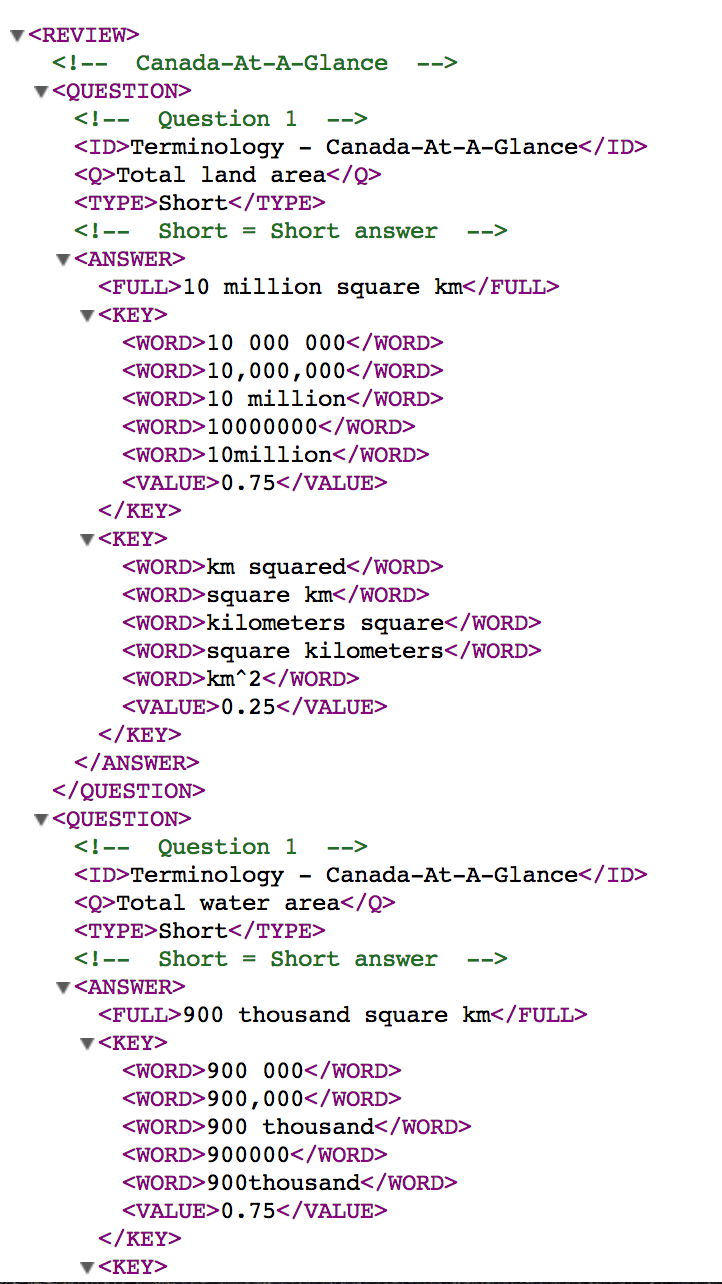 <REVIEW>
<!-- Canada-At-A-Glance -->
<QUESTION>
<!-- Question 1 -->
<ID>Terminology - Canada-At-A-Glance</ID>
<Q>Total land area</Q>
<TYPE>Short</TYPE>
<!-- Short = Short answer -->
<ANSWER>
<FULL>10 million square km</FULL>
<KEY>
<WORD>10 000 000</WORD>
<WORD>10,000,000</WORD>
<WORD>10 million</WORD>
<WORD>10000000</WORD>
<WORD>10million</WORD>
<VALUE>0.75</VALUE>
</KEY>
<KEY>
<WORD>km squared</WORD>
<WORD>square km</WORD>
<WORD>kilometers square</WORD>
<WORD>square kilometers</WORD>
<WORD>km^2</WORD>
<VALUE>0.25</VALUE>
</KEY>
</ANSWER>
</QUESTION>
<QUESTION>
<!-- Question 1 -->
<ID>Terminology - Canada-At-A-Glance</ID>
<Q>Total water area</Q>
<TYPE>Short</TYPE>
<!-- Short = Short answer -->
<ANSWER>
<FULL>900 thousand square km</FULL>
<KEY>
<WORD>900 000</WORD>
<WORD>900,000</WORD>
<WORD>900 thousand</WORD>
<WORD>900000</WORD>
<WORD>900thousand</WORD>
<VALUE>0.75</VALUE>
</KEY>
<KEY>